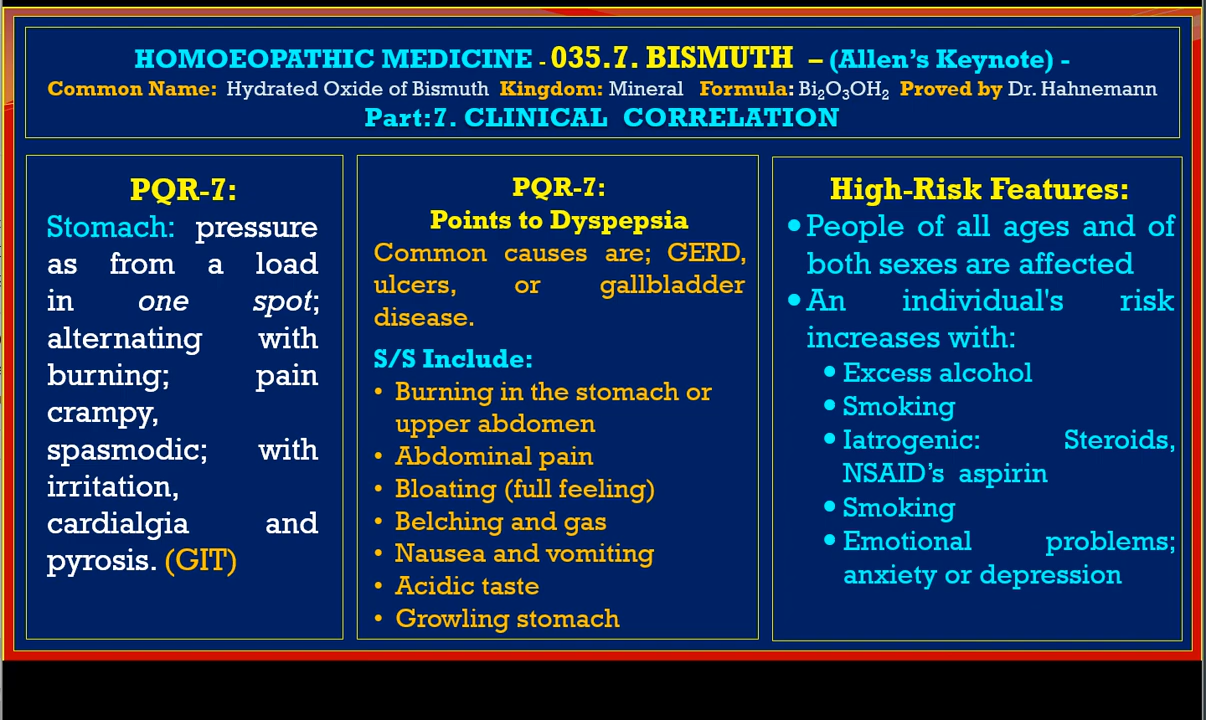 HOMOEOPATHIC MEDICINE - 035.7. BISMUTH – (Allen's Keynote) -
Common Name: Hydrated Oxide of Bismuth Kingdom: Mineral Formula: Bi₂O₃OH₂ Proved by Dr. Hahnemann
Part:7. CLINICAL CORRELATION
PQR-7:
Stomach: pressure
as from a load
in one spot;
alternating with
burning; pain
crampy,
spasmodic; with
irritation,
cardialgia and
pyrosis. (GIT)
PQR-7:
Points to Dyspepsia
Common causes are; GERD,
ulcers, or gallbladder
disease.
S/S Include:
• Burning in the stomach or
upper abdomen
• Abdominal pain
• Bloating (full feeling)
• Belching and gas
• Nausea and vomiting
• Acidic taste
• Growling stomach
High-Risk Features:
• People of all ages and of
both sexes are affected
• An individual's risk
increases with:
• Excess alcohol
• Smoking
• Iatrogenic: Steroids,
NSAID's aspirin
• Smoking
• Emotional problems;
anxiety or depression